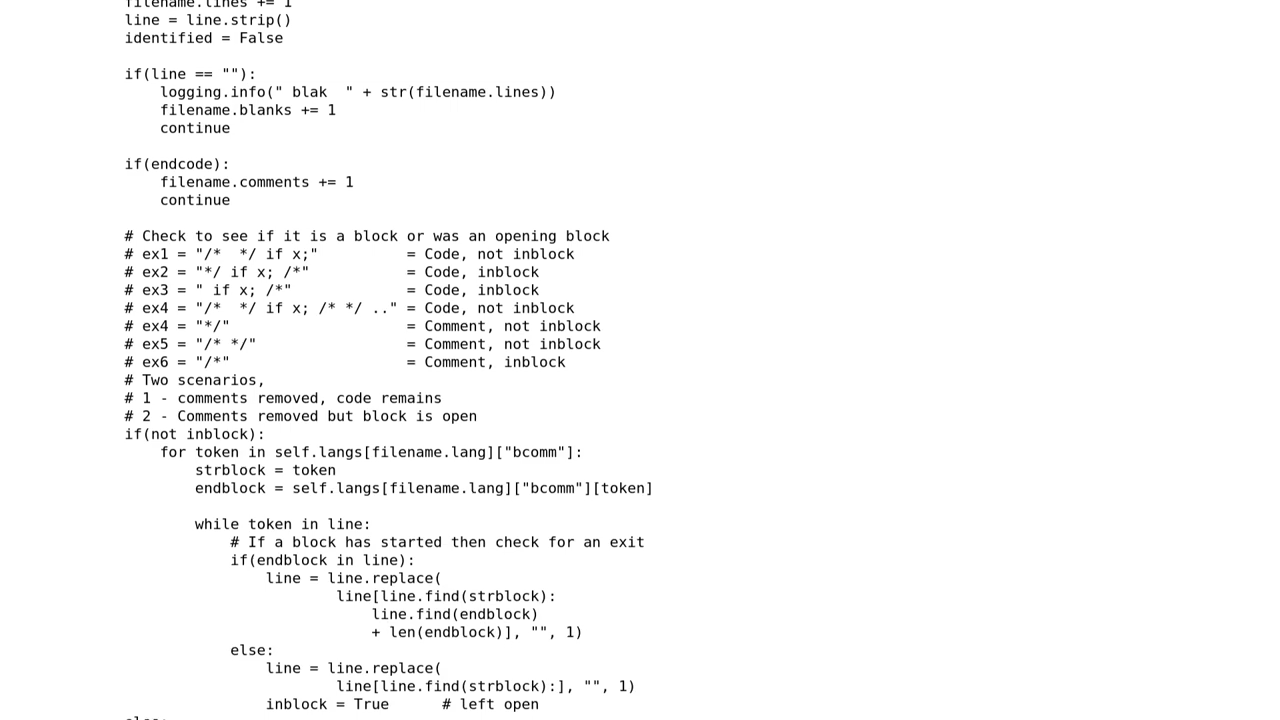 filename.lines += 1
line = line.strip()
identified = False

if(line == ""):
    logging.info(" blak  " + str(filename.lines))
    filename.blanks += 1
    continue

if(endcode):
    filename.comments += 1
    continue

# Check to see if it is a block or was an opening block
# ex1 = "/*  */ if x;"          = Code, not inblock
# ex2 = "*/ if x; /*"           = Code, inblock
# ex3 = " if x; /*"             = Code, inblock
# ex4 = "/*  */ if x; /* */ .." = Code, not inblock
# ex4 = "*/"                    = Comment, not inblock
# ex5 = "/* */"                 = Comment, not inblock
# ex6 = "/*"                    = Comment, inblock
# Two scenarios,
# 1 - comments removed, code remains
# 2 - Comments removed but block is open
if(not inblock):
    for token in self.langs[filename.lang]["bcomm"]:
        strblock = token
        endblock = self.langs[filename.lang]["bcomm"][token]

        while token in line:
            # If a block has started then check for an exit
            if(endblock in line):
                line = line.replace(
                        line[line.find(strblock):
                            line.find(endblock)
                            + len(endblock)], "", 1)
            else:
                line = line.replace(
                        line[line.find(strblock):], "", 1)
                inblock = True      # left open
else: